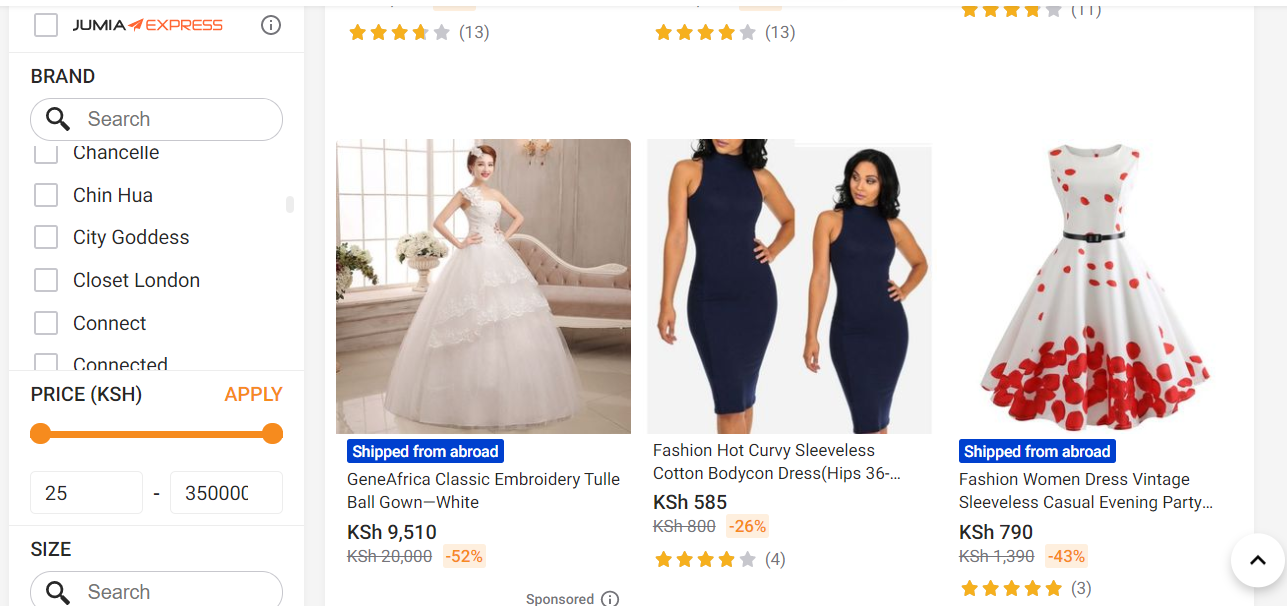 JUMIA EXPRESS
BRAND
Search
Chancelle
Chin Hua
City Goddess
Closet London
Connect
Connected
PRICE (KSH)
APPLY
25
-
350000
SIZE
Search
(13)
(13)
(11)
Shipped from abroad
GeneAfrica Classic Embroidery Tulle
Ball Gown—White
KSh 9,510
KSh 20,000
-52%
Sponsored
Fashion Hot Curvy Sleeveless
Cotton Bodycon Dress(Hips 36-...
KSh 585
KSh 800
-26%
(4)
Shipped from abroad
Fashion Women Dress Vintage
Sleeveless Casual Evening Party...
KSh 790
KSh 1,390
-43%
(3)